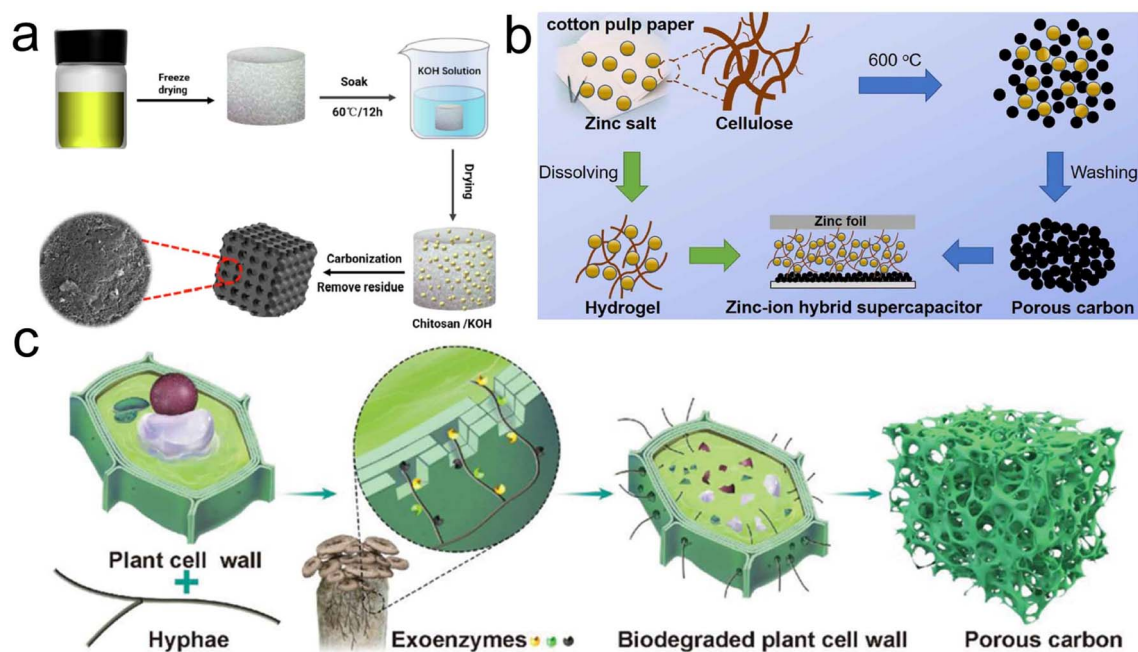 a
Freeze
drying
Soak
60℃/12h
KOH Solution
Drying
Carbonization
Remove residue
Chitosan /KOH
b
cotton pulp paper
Zinc salt
Cellulose
600 °C
Dissolving
Washing
Zinc foil
Hydrogel
Zinc-ion hybrid supercapacitor
Porous carbon
c
Plant cell wall
+
Hyphae
Exoenzymes
Biodegraded plant cell wall
Porous carbon